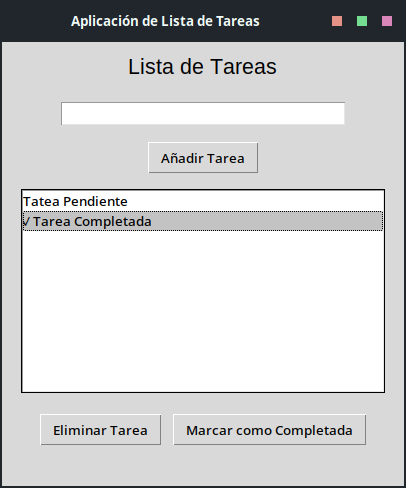 Aplicación de Lista de Tareas
Lista de Tareas
Añadir Tarea
Tatea Pendiente
√ Tarea Completada
Eliminar Tarea
Marcar como Completada